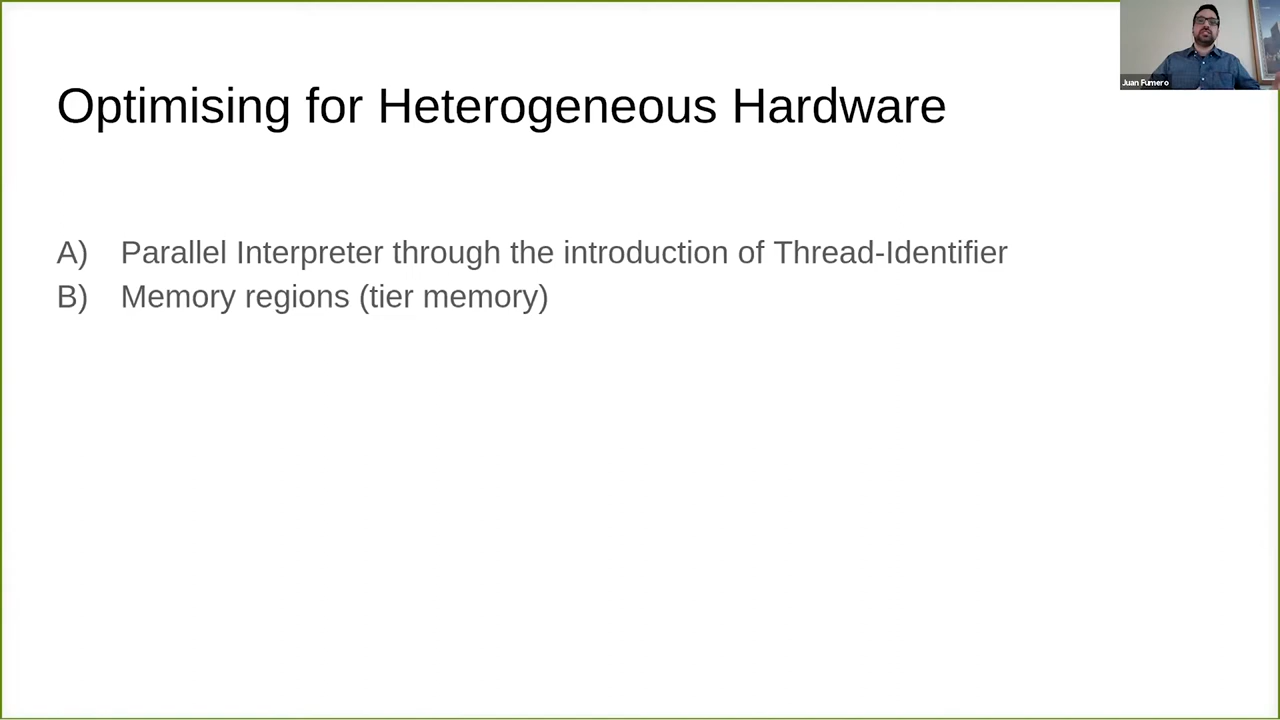 Juan Fumero
Optimising for Heterogeneous Hardware
A) Parallel Interpreter through the introduction of Thread-Identifier
B) Memory regions (tier memory)